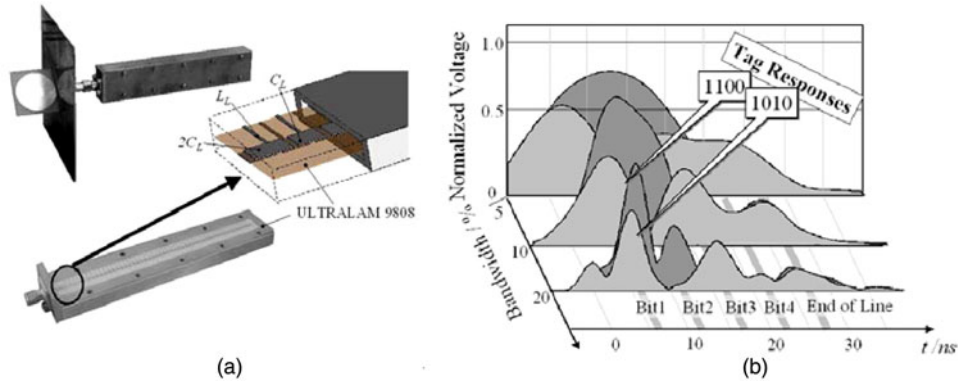 (a)
C_L
L_L
2C_L
ULTRALAM 9808
(b)
Normalized Voltage
1.0
0.5
0
Tag Responses
1100
1010
Bandwidth / %
5
10
20
Bit1 Bit2 Bit3 Bit4 End of Line
0 10 20 30 t /ns